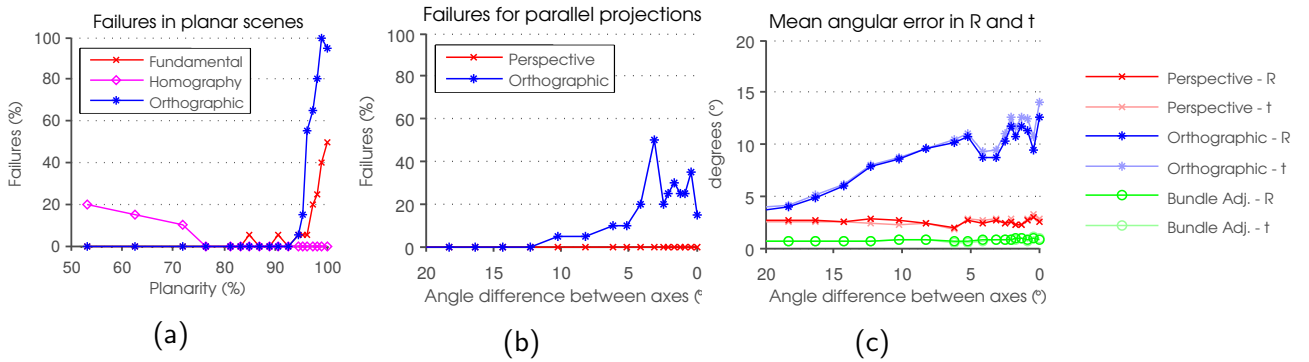 Failures in planar scenes
100
80
60
40
20
0
50
60
70
80
90
100
Failures (%)
Planarity (%)
Fundamental
Homography
Orthographic
(a)
Failures for parallel projections
100
80
60
40
20
0
20
15
10
5
0
Failures (%)
Angle difference between axes (°
Perspective
Orthographic
(b)
Mean angular error in R and t
20
15
10
5
0
20
15
10
5
0
degrees (°)
Angle difference between axes (°)
(c)
Perspective - R
Perspective - t
Orthographic - R
Orthographic - t
Bundle Adj. - R
Bundle Adj. - t